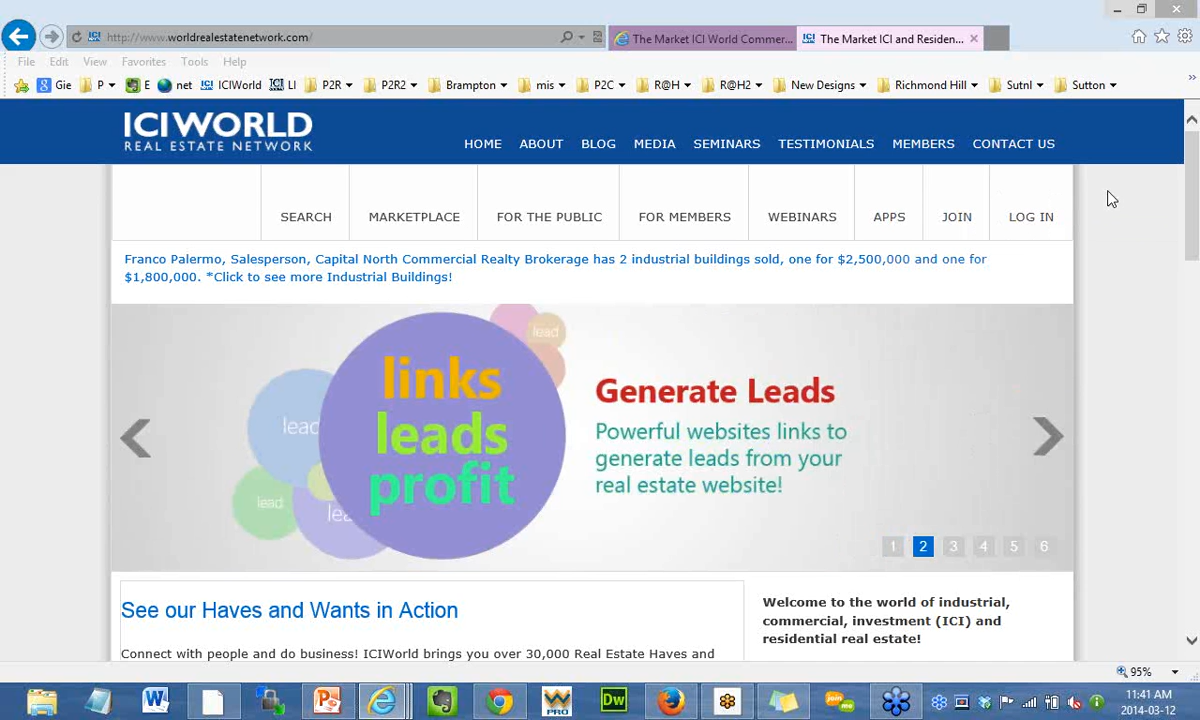 http://www.worldrealestatenetwork.com/
The Market ICI World Commer...
The Market ICI and Residen...
File Edit View Favorites Tools Help
Gie P E net ICIWorld LI P2R P2R2 Brampton mis P2C R@H R@H2 New Designs Richmond Hill Sutnl Sutton
ICIWORLD
REAL ESTATE NETWORK
HOME ABOUT BLOG MEDIA SEMINARS TESTIMONIALS MEMBERS CONTACT US
SEARCH MARKETPLACE FOR THE PUBLIC FOR MEMBERS WEBINARS APPS JOIN LOG IN
Franco Palermo, Salesperson, Capital North Commercial Realty Brokerage has 2 industrial buildings sold, one for $2,500,000 and one for
$1,800,000. *Click to see more Industrial Buildings!
lead
links
lead
leads
profit
lead
lea
Generate Leads
Powerful websites links to
generate leads from your
real estate website!
1 2 3 4 5 6
See our Haves and Wants in Action
Connect with people and do business! ICIWorld brings you over 30,000 Real Estate Haves and
Welcome to the world of industrial,
commercial, investment (ICI) and
residential real estate!
95%
11:41 AM
2014-03-12